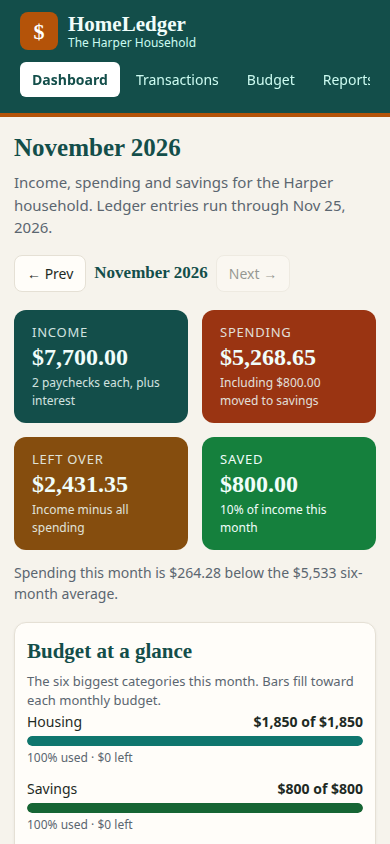 $
HomeLedger
The Harper Household
Dashboard Transactions Budget Reports
November 2026
Income, spending and savings for the Harper
household. Ledger entries run through Nov 25,
2026.
← Prev November 2026 Next →
INCOME
$7,700.00
2 paychecks each, plus
interest
SPENDING
$5,268.65
Including $800.00
moved to savings
LEFT OVER
$2,431.35
Income minus all
spending
SAVED
$800.00
10% of income this
month
Spending this month is $264.28 below the $5,533 six-
month average.
Budget at a glance
The six biggest categories this month. Bars fill toward
each monthly budget.
Housing $1,850 of $1,850
100% used · $0 left
Savings $800 of $800
100% used · $0 left